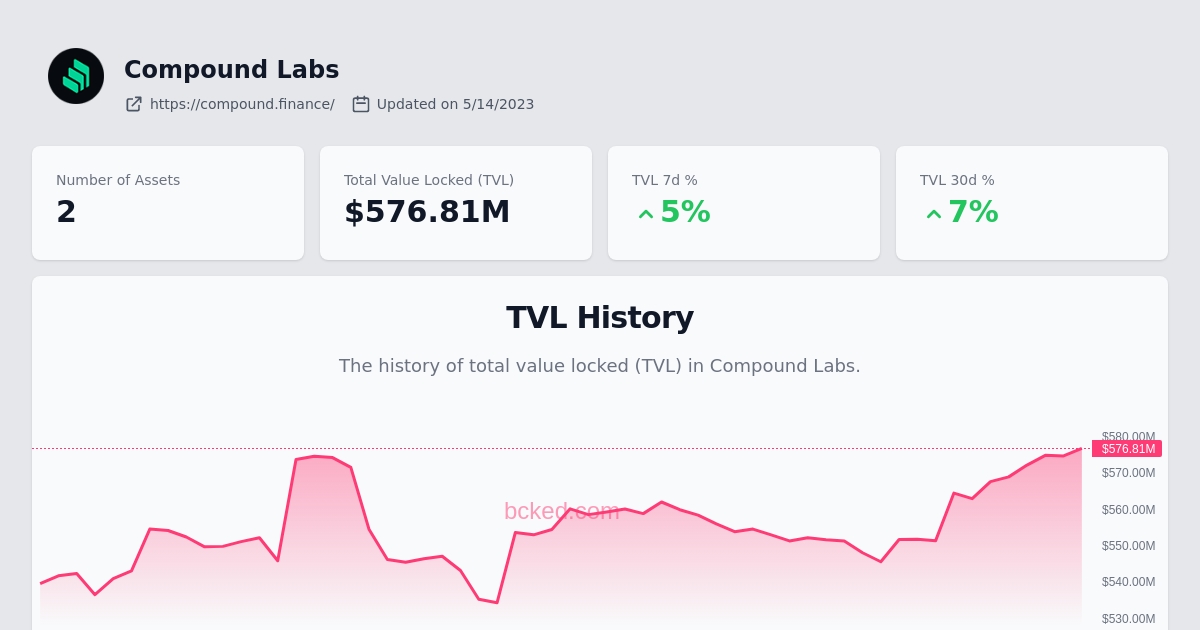 Compound Labs
https://compound.finance/ Updated on 5/14/2023
Number of Assets
2
Total Value Locked (TVL)
$576.81M
TVL 7d %
5%
TVL 30d %
7%
TVL History
The history of total value locked (TVL) in Compound Labs.
$580.00M
$576.81M
$570.00M
bcked.com
$560.00M
$550.00M
$540.00M
$530.00M